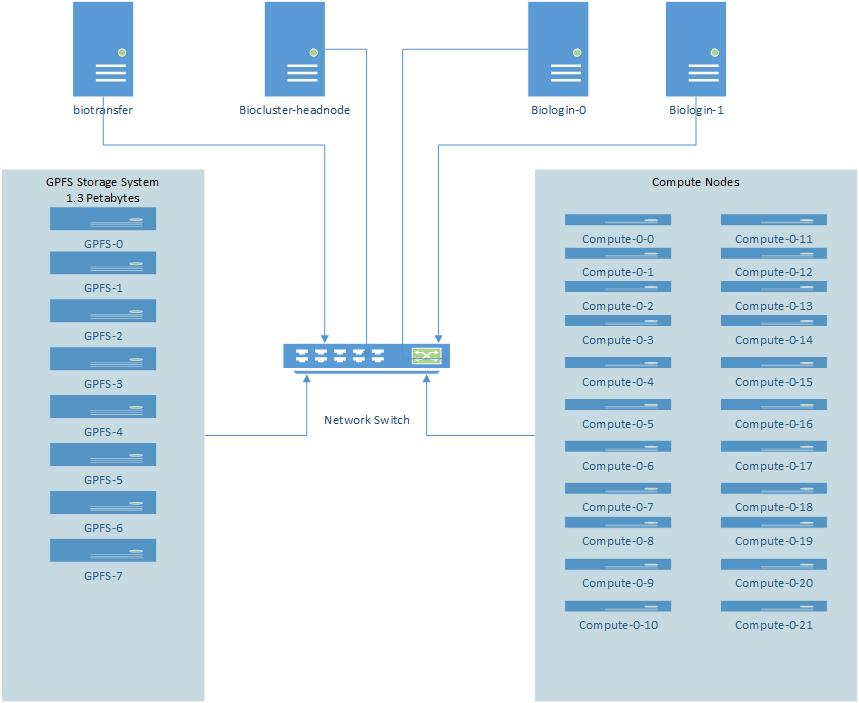 biotransfer
Biocluster-headnode
Biologin-0
Biologin-1
GPFS Storage System
1.3 Petabytes
GPFS-0
GPFS-1
GPFS-2
GPFS-3
GPFS-4
GPFS-5
GPFS-6
GPFS-7
Network Switch
Compute Nodes
Compute-0-0
Compute-0-1
Compute-0-2
Compute-0-3
Compute-0-4
Compute-0-5
Compute-0-6
Compute-0-7
Compute-0-8
Compute-0-9
Compute-0-10
Compute-0-11
Compute-0-12
Compute-0-13
Compute-0-14
Compute-0-15
Compute-0-16
Compute-0-17
Compute-0-18
Compute-0-19
Compute-0-20
Compute-0-21